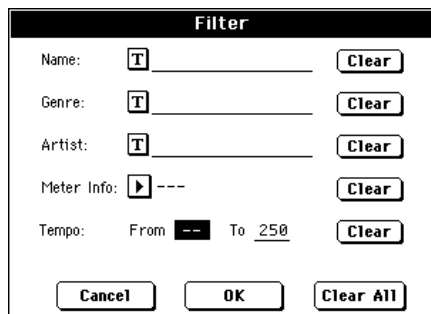 Filter
Name: T Clear
Genre: T Clear
Artist: T Clear
Meter Info: --- Clear
Tempo: From -- To 250 Clear
Cancel OK Clear All